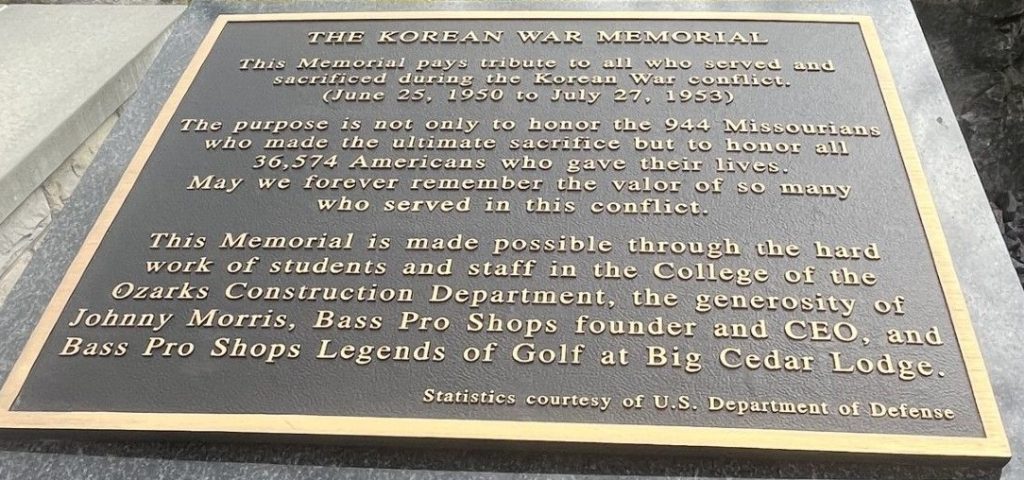 THE KOREAN WAR MEMORIAL
This Memorial pays tribute to all who served and
sacrificed during the Korean War conflict.
(June 25, 1950 to July 27, 1953)
The purpose is not only to honor the 944 Missourians
who made the ultimate sacrifice but to honor all
36,574 Americans who gave their lives.
May we forever remember the valor of so many
who served in this conflict.
This Memorial is made possible through the hard
work of students and staff in the College of the
Ozarks Construction Department, the generosity of
Johnny Morris, Bass Pro Shops founder and CEO, and
Bass Pro Shops Legends of Golf at Big Cedar Lodge.
Statistics courtesy of U.S. Department of Defense